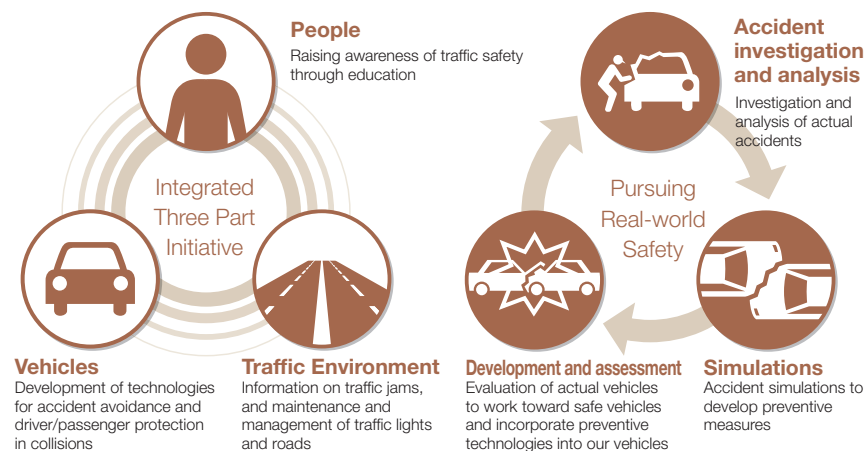 People
Raising awareness of traffic safety
through education
Integrated
Three Part
Initiative
Vehicles
Development of technologies
for accident avoidance and
driver/passenger protection
in collisions
Traffic Environment
Information on traffic jams,
and maintenance and
management of traffic lights
and roads
Accident
investigation
and analysis
Investigation and
analysis of actual
accidents
Pursuing
Real-world
Safety
Development and assessment
Evaluation of actual vehicles
to work toward safe vehicles
and incorporate preventive
technologies into our vehicles
Simulations
Accident simulations to
develop preventive
measures